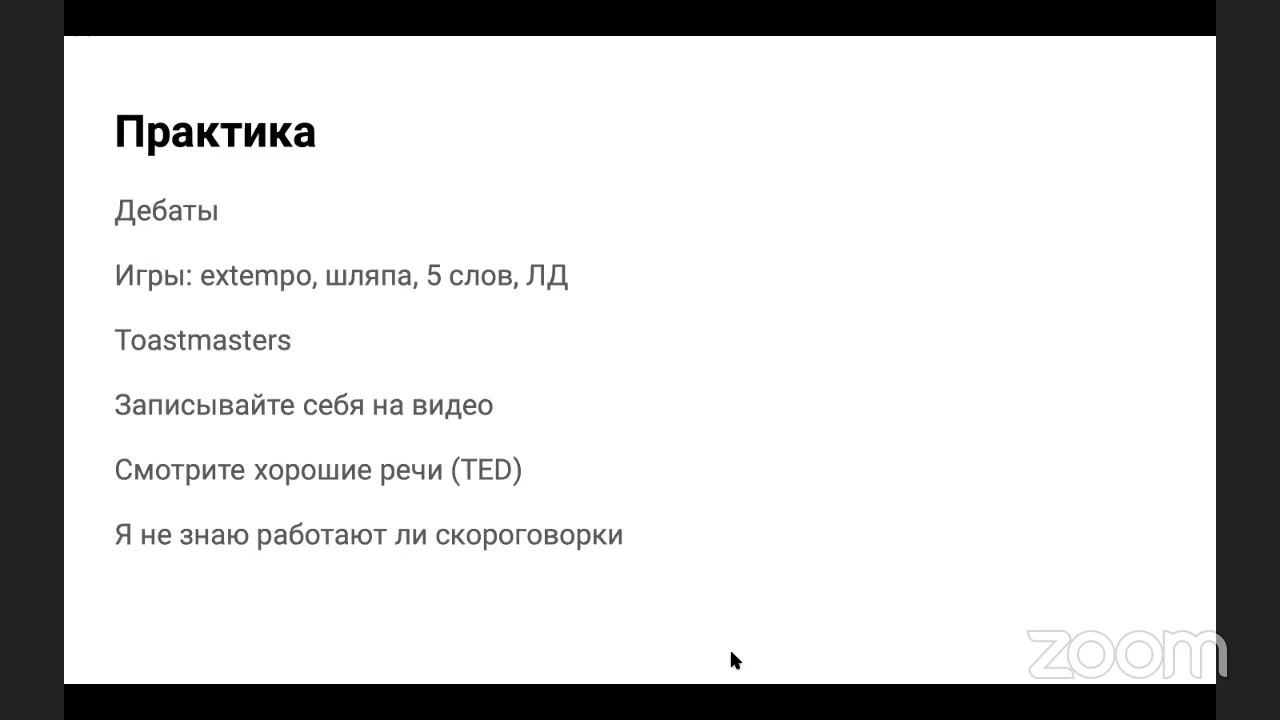 Практика
Дебаты
Игры: extempo, шляпа, 5 слов, ЛД
Toastmasters
Записывайте себя на видео
Смотрите хорошие речи (TED)
Я не знаю работают ли скороговорки
zoom